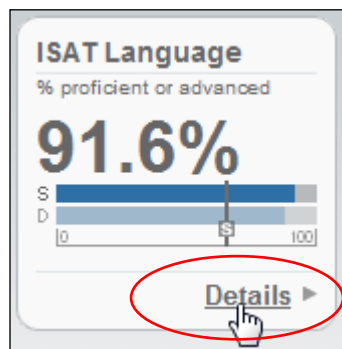 ISAT Language
% proficient or advanced
91.6%
S
D
0 S 100
Details